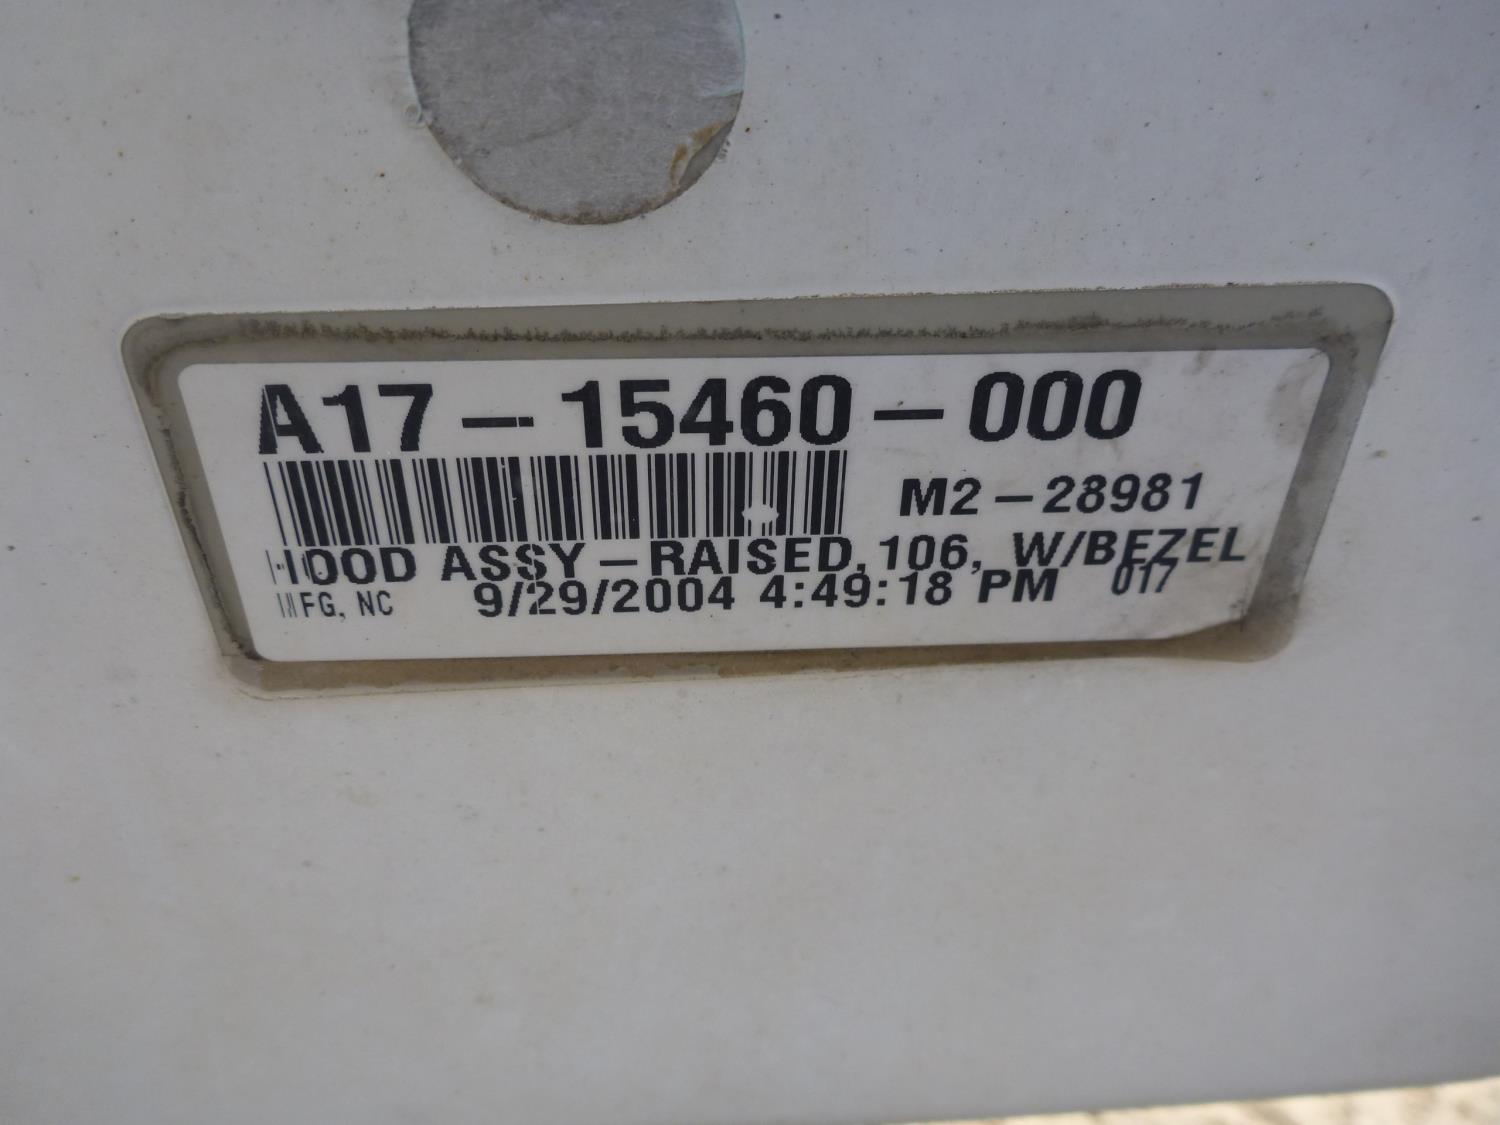 A17-15460-000
M2-28981
HOOD ASSY-RAISED, 106, W/BEZEL
MFG, NC 9/29/2004 4:49:18 PM 017